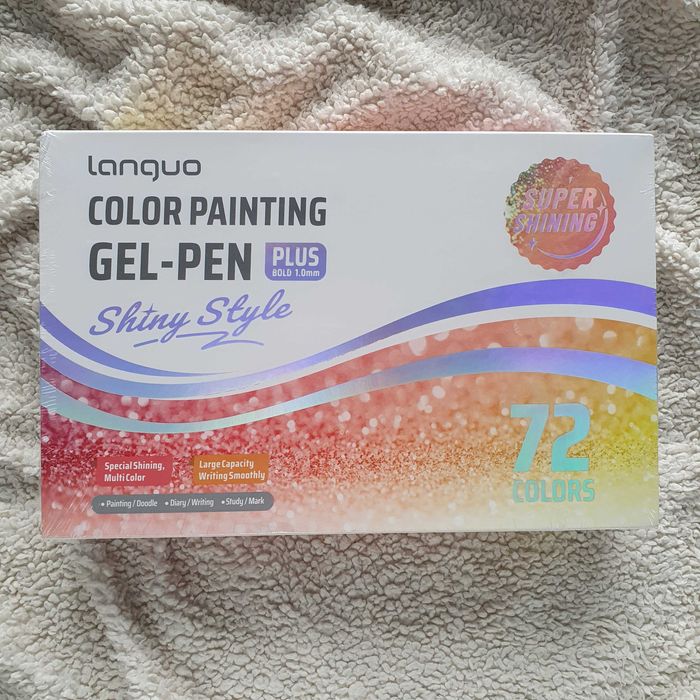 Languo
COLOR PAINTING
GEL-PEN
PLUS
BOLD 1.0mm
Shiny Style
SUPER
SHINING
72
COLORS
Special Shining,
Multi Color
Large Capacity
Writing Smoothly
• Painting / Doodle • Diary / Writing • Study / Mark